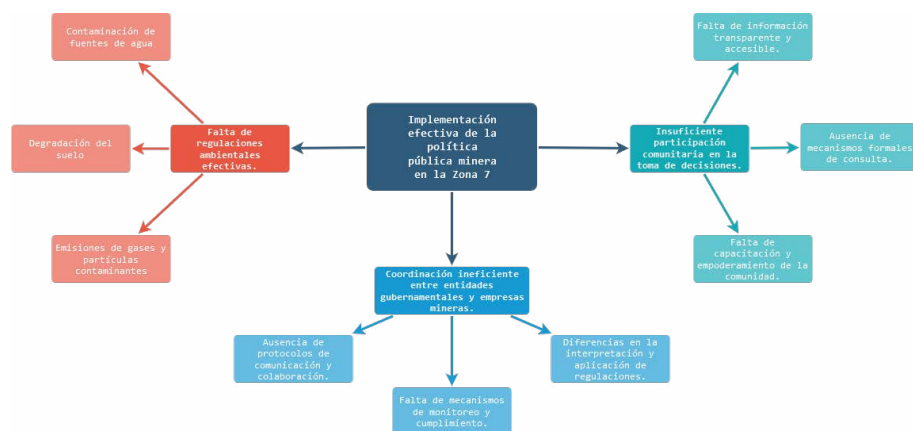 Contaminación de
fuentes de agua
Falta de información
transparente y
accesible.
Implementación
efectiva de la
política
pública minera
en la Zona 7
Degradación del
suelo
Falta de
regulaciones
ambientales
efectivas.
Insuficiente
participación
comunitaria en la
toma de decisiones.
Ausencia de
mecanismos formales
de consulta.
Emisiones de gases y
partículas
contaminantes
Falta de
capacitación y
empoderamiento de la
comunidad.
Coordinación ineficiente
entre entidades
gubernamentales y empresas
mineras.
Ausencia de
protocolos de
comunicación y
colaboración.
Diferencias en la
interpretación y
aplicación de
regulaciones.
Falta de mecanismos
de monitoreo y
cumplimiento.